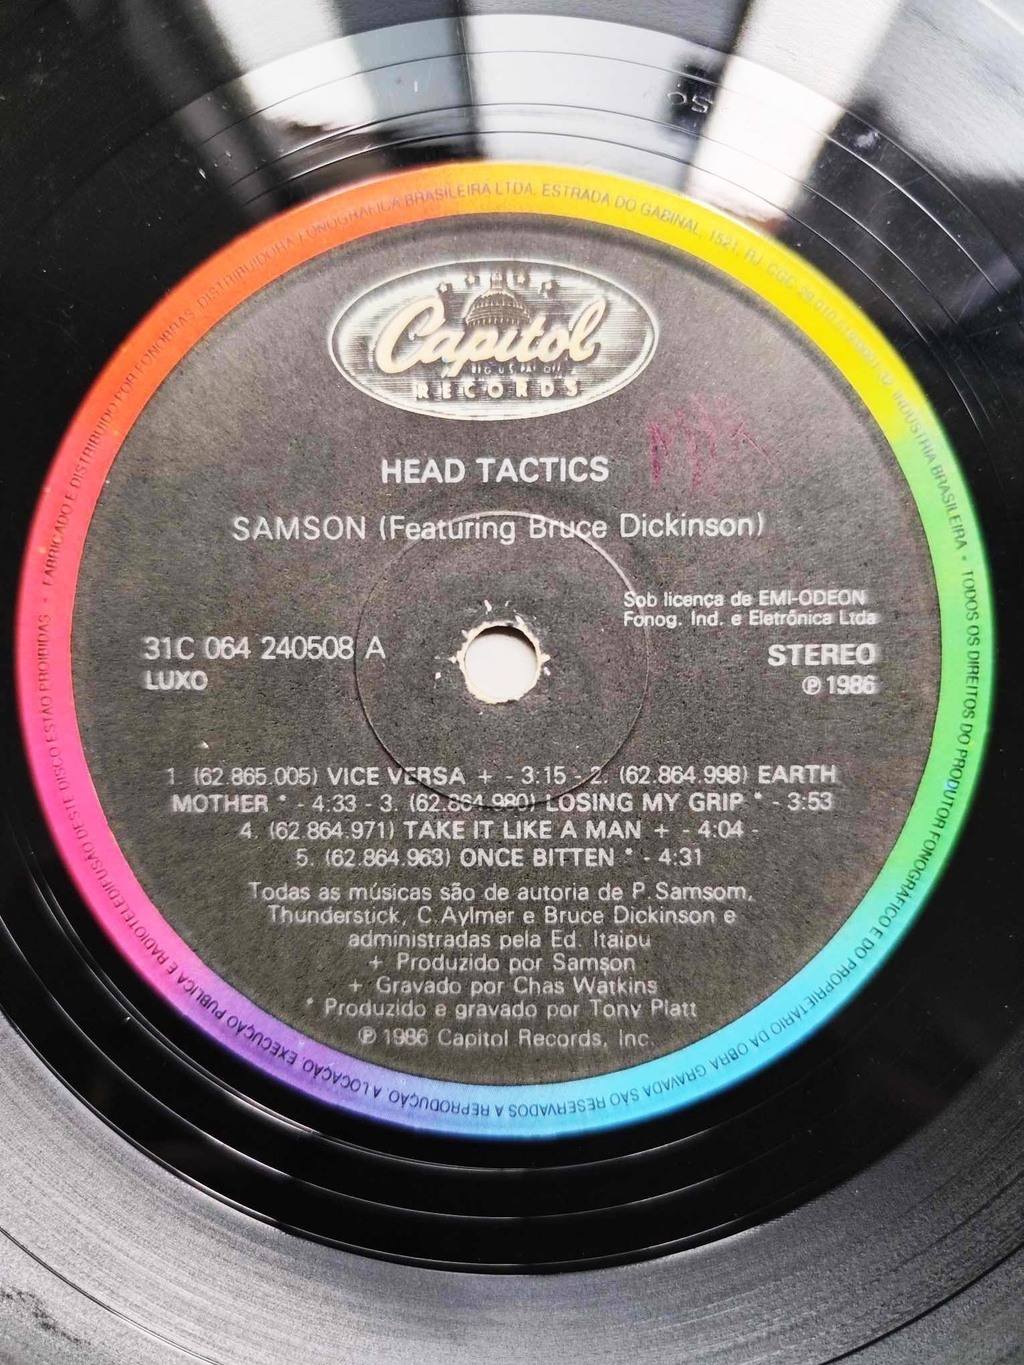 Capitol
RECORDS
HEAD TACTICS
SAMSON (Featuring Bruce Dickinson)
Sob licença de EMI-ODEON
Fonog. Ind. e Eletrônica Ltda
31C 064 240508 A
LUXO
STEREO
℗ 1986
1. (62.865.005) VICE VERSA + - 3:15 - 2. (62.864.998) EARTH
MOTHER * - 4:33 - 3. (62.864.980) LOSING MY GRIP * - 3:53
4. (62.864.971) TAKE IT LIKE A MAN + - 4:04 -
5. (62.864.963) ONCE BITTEN * - 4:31
Todas as músicas são de autoria de P. Samsom,
Thunderstick, C. Aylmer e Bruce Dickinson e
administradas pela Ed. Itaipu
+ Produzido por Samson
+ Gravado por Chas Watkins
* Produzido e gravado por Tony Platt
℗ 1986 Capitol Records, Inc.
FABRICADO E DISTRIBUIDO POR FONOBRAS DISTRIBUIDORA FONOGRÁFICA BRASILEIRA LTDA. ESTRADA DO GABINAL, 1521, RJ. CGC INDÚSTRIA BRASILEIRA • TODOS OS DIREITOS DO PRODUTOR FONOGRÁFICO E DO PROPRIETÁRIO DA OBRA GRAVADA SÃO RESERVADOS A REPRODUÇÃO. A LOCAÇÃO. EXECUÇÃO PÚBLICA E RADIOTELEDIFUSÃO DESTE DISCO ESTÃO PROIBIDAS •